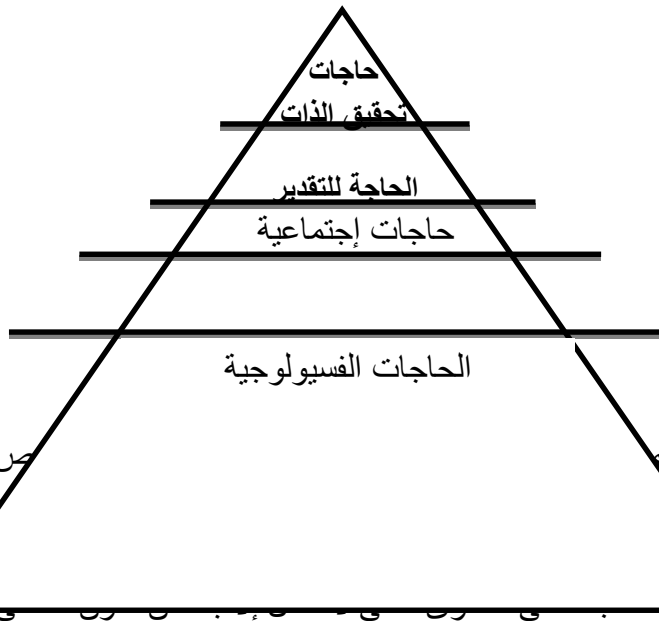 حاجات
تحقيق الذات
الحاجة للتقدير
حاجات إجتماعية
الحاجات الفسيولوجية